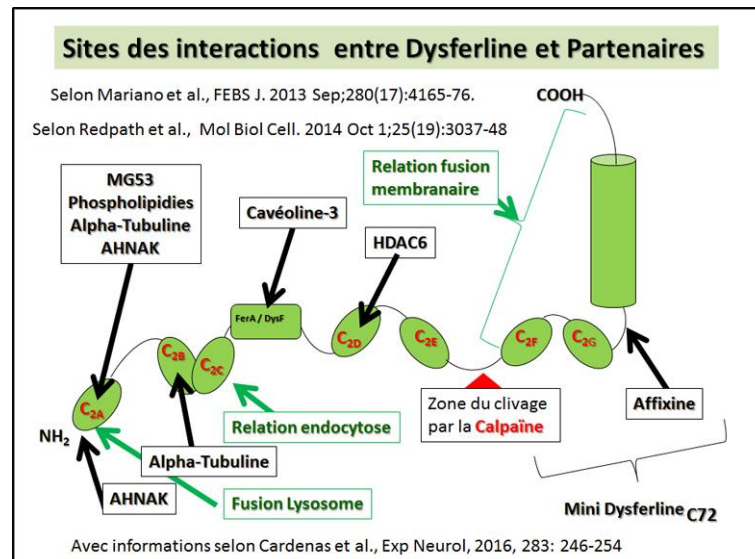 Sites des interactions entre Dysferline et Partenaires
Selon Mariano et al., FEBS J. 2013 Sep;280(17):4165-76.
Selon Redpath et al., Mol Biol Cell. 2014 Oct 1;25(19):3037-48
COOH
Relation fusion
membranaire
MG53
Phospholipidies
Alpha-Tubuline
AHNAK
Cavéoline-3
HDAC6
FerA / DysF
C2A
C2B
C2C
C2D
C2E
C2F
C2G
NH2
Relation endocytose
Zone du clivage
par la Calpaïne
Affixine
Alpha-Tubuline
AHNAK
Fusion Lysosome
Mini Dysferline C72
Avec informations selon Cardenas et al., Exp Neurol, 2016, 283: 246-254